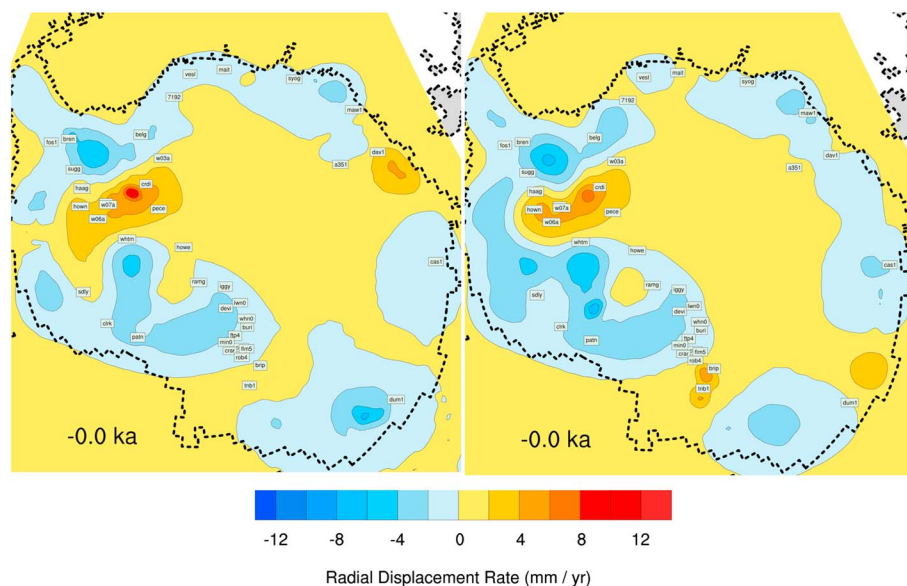 vesl
mait
syog
7192
maw1
fos1
bren
belg
sugg
a351
dav1
w03a
haag
crdi
hown
w07a
pece
w06a
whtm
howe
cas1
sdly
ramg
iggy
lwn0
devi
clrk
whn0
buri
patn
ftp4
min0
flm5
crar
rob4
brip
tnb1
dum1
-0.0 ka
vesl
mait
syog
7192
maw1
fos1
bren
belg
sugg
a351
dav1
w03a
haag
crdi
hown
w07a
pece
w06a
whtm
howe
cas1
sdly
ramg
iggy
lwn0
devi
clrk
whn0
buri
patn
ftp4
min0
flm5
crar
rob4
brip
tnb1
dum1
-0.0 ka
-12 -8 -4 0 4 8 12
Radial Displacement Rate (mm / yr)